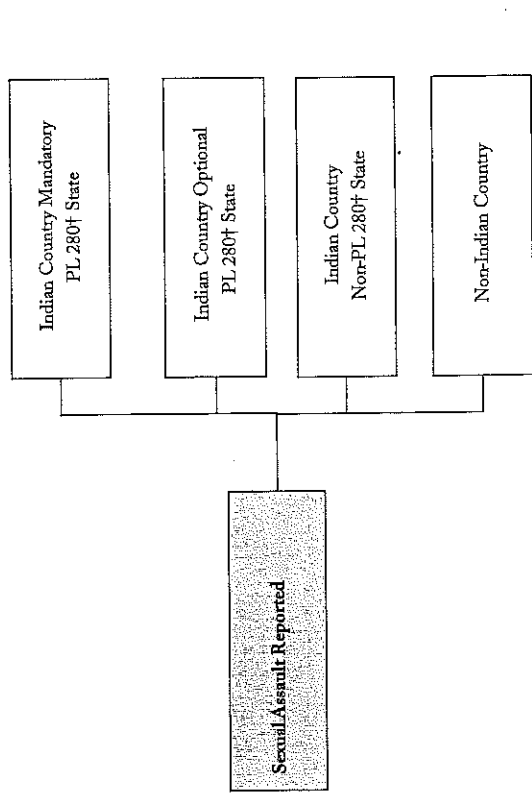 Sexual Assault Reported
Indian Country Mandatory
PL 280† State
Indian Country Optional
PL 280† State
Indian Country
Non-PL 280† State
Non-Indian Country